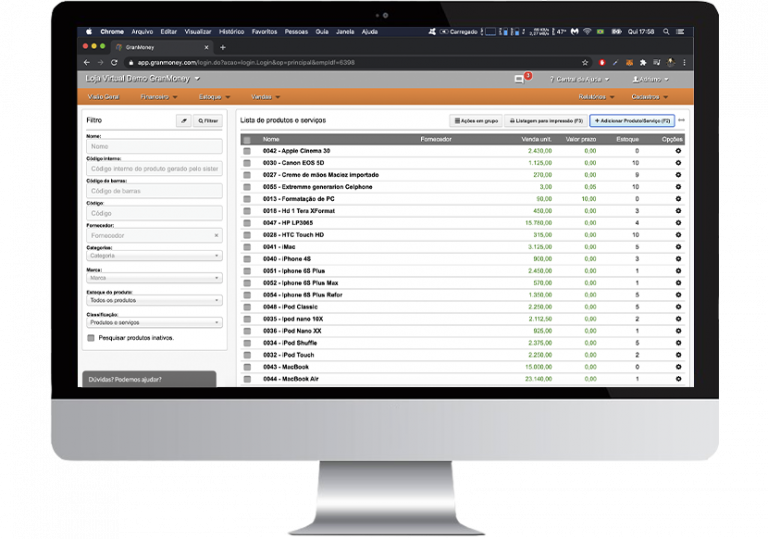 Chrome Arquivo Editar Visualizar Histórico Favoritos Pessoas Guia Janela Ajuda Carregado 47° Qui 17:58
GranMoney
app.granmoney.com/login.do?acao=login.Login&op=principal&empIdf=6398
Loja Virtual Demo GranMoney 3 ? Central de Ajuda Adriano
Visão Geral Financeiro Estoque Vendas Relatórios Cadastros
Filtro Filtrar
Lista de produtos e serviços Ações em grupo Listagem para impressão (F3) + Adicionar Produto/Serviço (F2)
Nome:
Nome
Código interno:
Código interno do produto gerado pelo sister
Código de barras:
Código de barras
Código:
Código
Fornecedor:
Fornecedor
Categorias:
Categoria
Marca:
Marca
Estoque do produto:
Todos os produtos
Classificação:
Produtos e serviços
Pesquisar produtos inativos.
Dúvidas? Podemos ajudar?
Nome Fornecedor Venda unit. Valor prazo Estoque Opções
0042 - Apple Cinema 30 2.430,00 0,00 0
0030 - Canon EOS 5D 1.125,00 0,00 10
0027 - Creme de mãos Maciez importado 270,00 0,00 9
0055 - Extremme generarion Celphone 3,00 0,05 10
0013 - Formatação de PC 50,00 10,00 0
0018 - Hd 1 Tera XFormat 450,00 0,00 3
0047 - HP LP3065 15.750,00 0,00 4
0028 - HTC Touch HD 315,00 0,00 10
0041 - iMac 3.125,00 0,00 5
0040 - iPhone 4S 900,00 0,00 3
0051 - Iphone 6S Plus 2.400,00 0,00 1
0052 - Iphone 6S Plus Max 570,00 0,00 1
0054 - Iphone 6S Plus Refor 1.350,00 0,00 5
0048 - iPod Classic 2.250,00 0,00 5
0035 - ipod nano 10X 2.112,50 0,00 2
0036 - iPod Nano XX 925,00 0,00 1
0034 - iPod Shuffle 2.375,00 0,00 5
0032 - iPod Touch 2.250,00 0,00 2
0043 - MacBook 15.000,00 0,00 0
0044 - MacBook Air 23.140,00 0,00 1